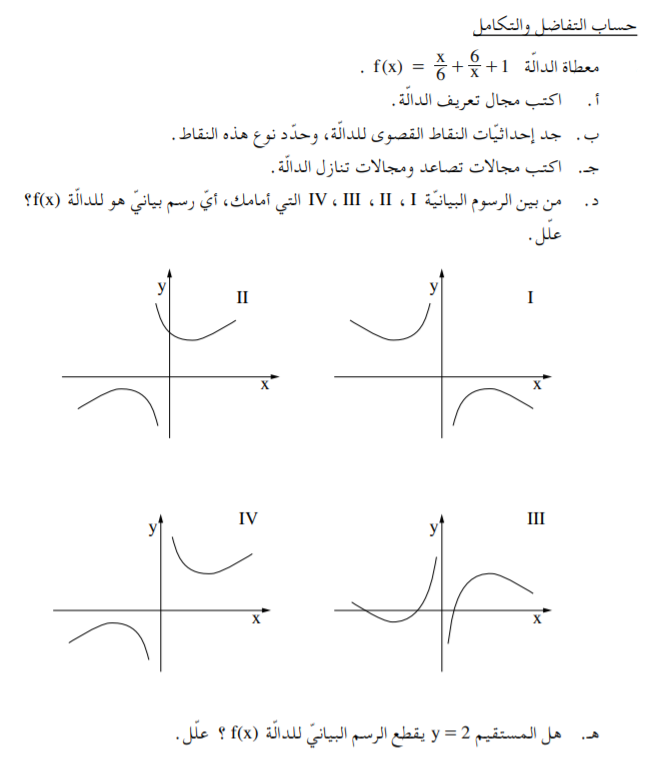 حساب التفاضل والتكامل
معطاة الدالّة f(x) = x/6 + 6/x + 1 .
أ. اكتب مجال تعريف الدالّة.
ب. جد إحداثيّات النقاط القصوى للدالّة، وحدّد نوع هذه النقاط.
جـ. اكتب مجالات تصاعد ومجالات تنازل الدالّة.
د. من بين الرسوم البيانيّة I ، II ، III ، IV التي أمامك، أيّ رسم بيانيّ هو للدالّة f(x)؟
علّل.
y I
x
y II
x
y III
x
y IV
x
هـ. هل المستقيم y = 2 يقطع الرسم البيانيّ للدالّة f(x) ؟ علّل.